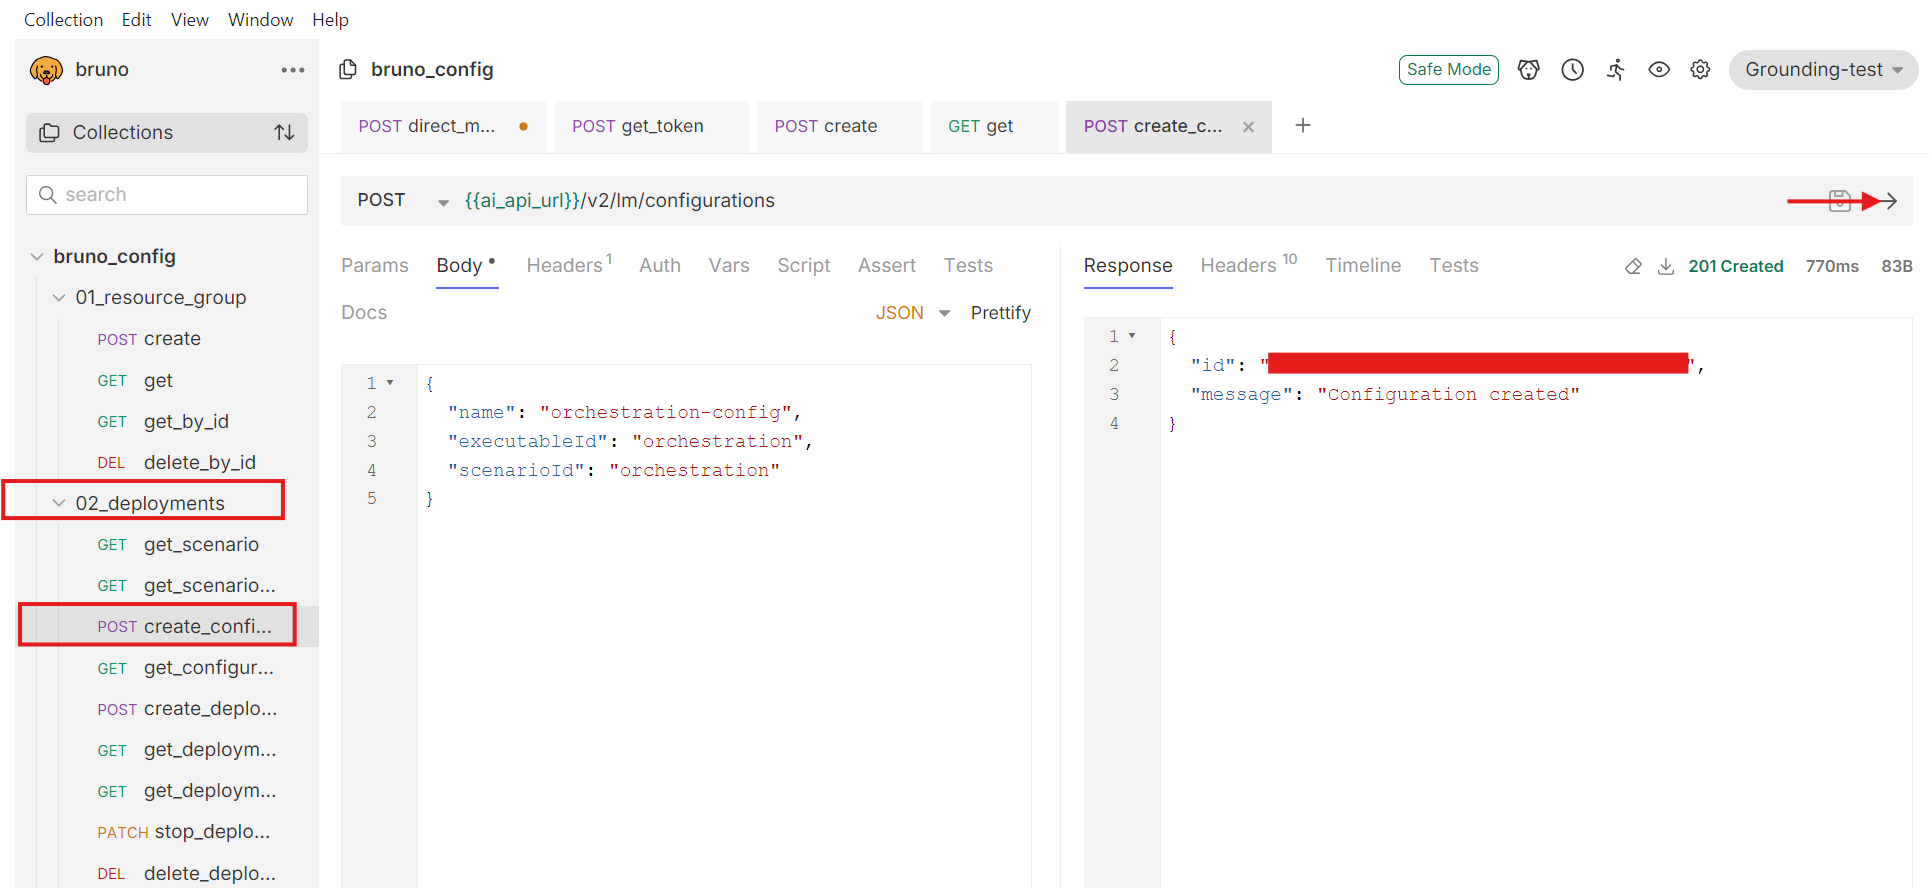 Collection Edit View Window Help
bruno
bruno_config
Safe Mode
Grounding-test
Collections
search
POST direct_m...
POST get_token
POST create
GET get
POST create_c...
POST {{ai_api_url}}/v2/lm/configurations
bruno_config
01_resource_group
POST create
GET get
GET get_by_id
DEL delete_by_id
02_deployments
GET get_scenario
GET get_scenario...
POST create_confi...
GET get_configur...
POST create_deplo...
GET get_deploym...
GET get_deploym...
PATCH stop_deplo...
DEL delete_deplo...
Params Body Headers 1 Auth Vars Script Assert Tests
Docs
JSON Prettify
1 {
2 "name": "orchestration-config",
3 "executableId": "orchestration",
4 "scenarioId": "orchestration"
5 }
Response Headers 10 Timeline Tests
201 Created 770ms 83B
1 {
2 "id": "",
3 "message": "Configuration created"
4 }